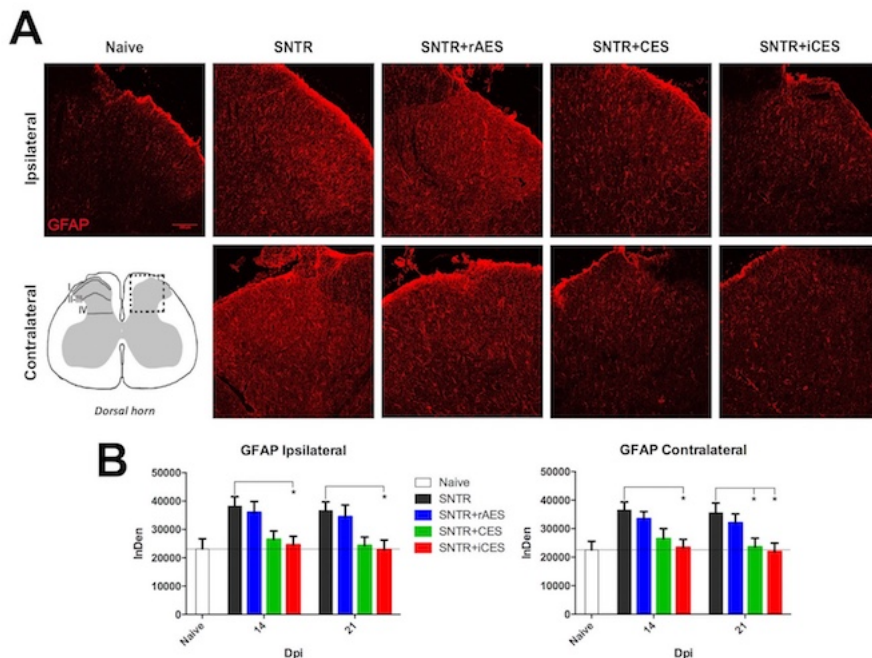 A
Naive SNTR SNTR+rAES SNTR+CES SNTR+iCES
Ipsilateral
GFAP
Contralateral
I
II-III
IV
Dorsal horn
B
GFAP Ipsilateral
50000
40000
30000
20000
10000
0
InDen
Naive 14 21
Dpi
* *
Naive
SNTR
SNTR+rAES
SNTR+CES
SNTR+iCES
GFAP Contralateral
50000
40000
30000
20000
10000
0
InDen
Naive 14 21
Dpi
* * *